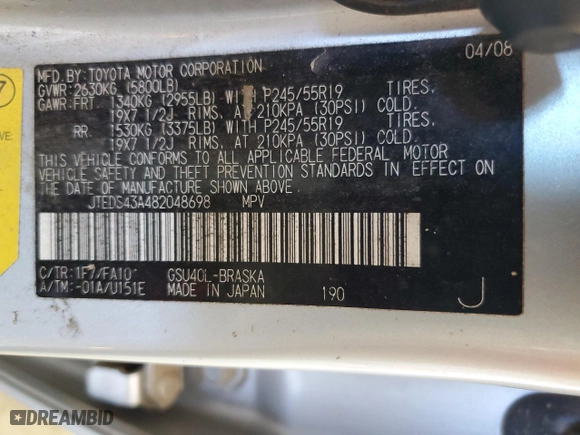 04/08
MFD.BY:TOYOTA MOTOR CORPORATION
GVWR:2630KG (5800LB)
GAWR:FRT. 1340KG (2955LB) WITH P245/55R19 TIRES.
19X7 1/2J RIMS, AT 210KPA (30PSI) COLD.
RR. 1530KG (3375LB) WITH P245/55R19 TIRES.
19X7 1/2J RIMS, AT 210KPA (30PSI) COLD.
THIS VEHICLE CONFORMS TO ALL APPLICABLE FEDERAL MOTOR
VEHICLE SAFETY AND THEFT PREVENTION STANDARDS IN EFFECT ON
THE DATE OF MANUFACTURE SHOWN ABOVE.
JTEDS43A482048698 MPV
C/TR:1F7/FA10 GSU40L-BRASKA
A/TM:-01A/U151E MADE IN JAPAN 190 J
DREAMBID